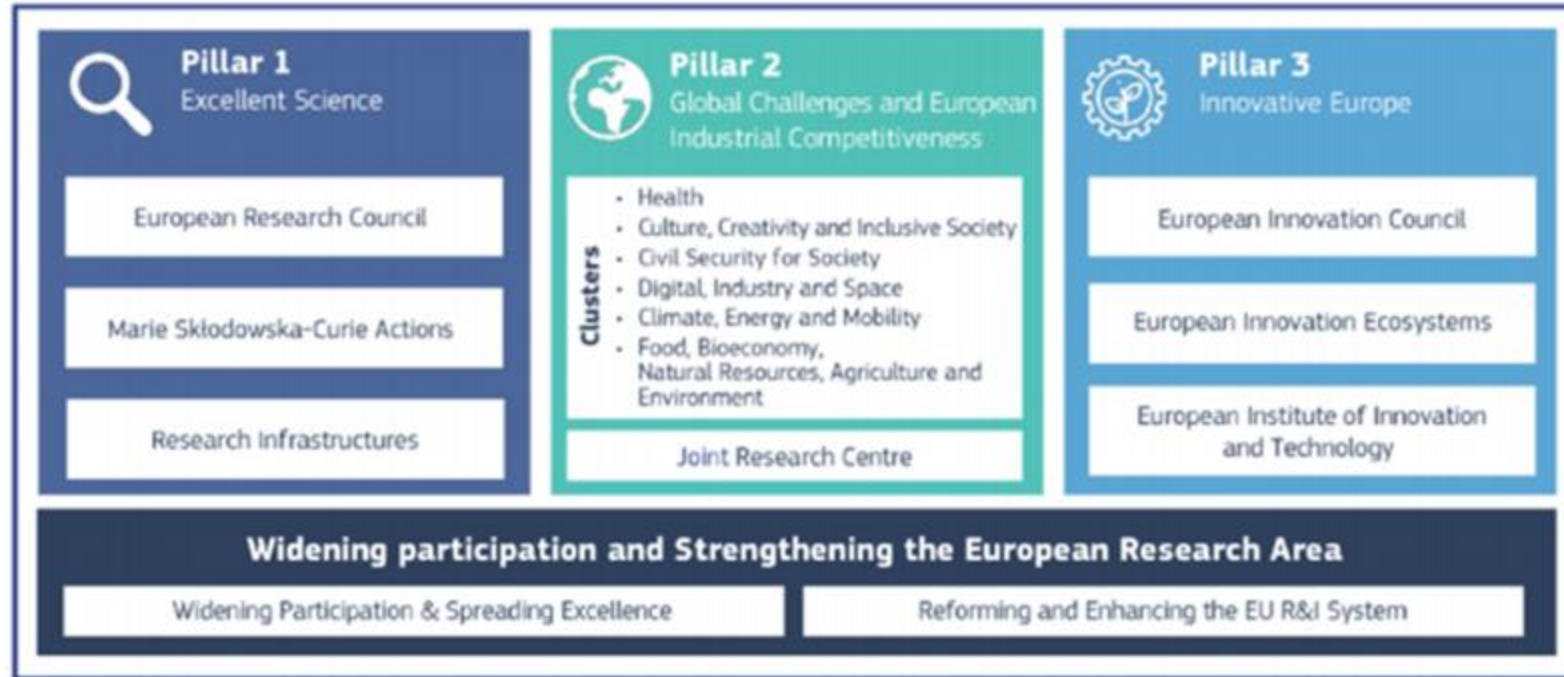 Pillar 1
Excellent Science
European Research Council
Marie Skłodowska-Curie Actions
Research Infrastructures
Pillar 2
Global Challenges and European
Industrial Competitiveness
Clusters
• Health
• Culture, Creativity and Inclusive Society
• Civil Security for Society
• Digital, Industry and Space
• Climate, Energy and Mobility
• Food, Bioeconomy,
Natural Resources, Agriculture and
Environment
Joint Research Centre
Pillar 3
Innovative Europe
European Innovation Council
European Innovation Ecosystems
European Institute of Innovation
and Technology
Widening participation and Strengthening the European Research Area
Widening Participation & Spreading Excellence
Reforming and Enhancing the EU R&I System